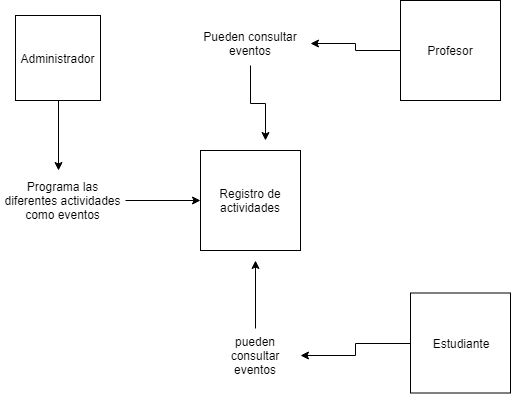 Administrador
Pueden consultar
eventos
Profesor
Programa las
diferentes actividades
como eventos
Registro de
actividades
pueden
consultar
eventos
Estudiante